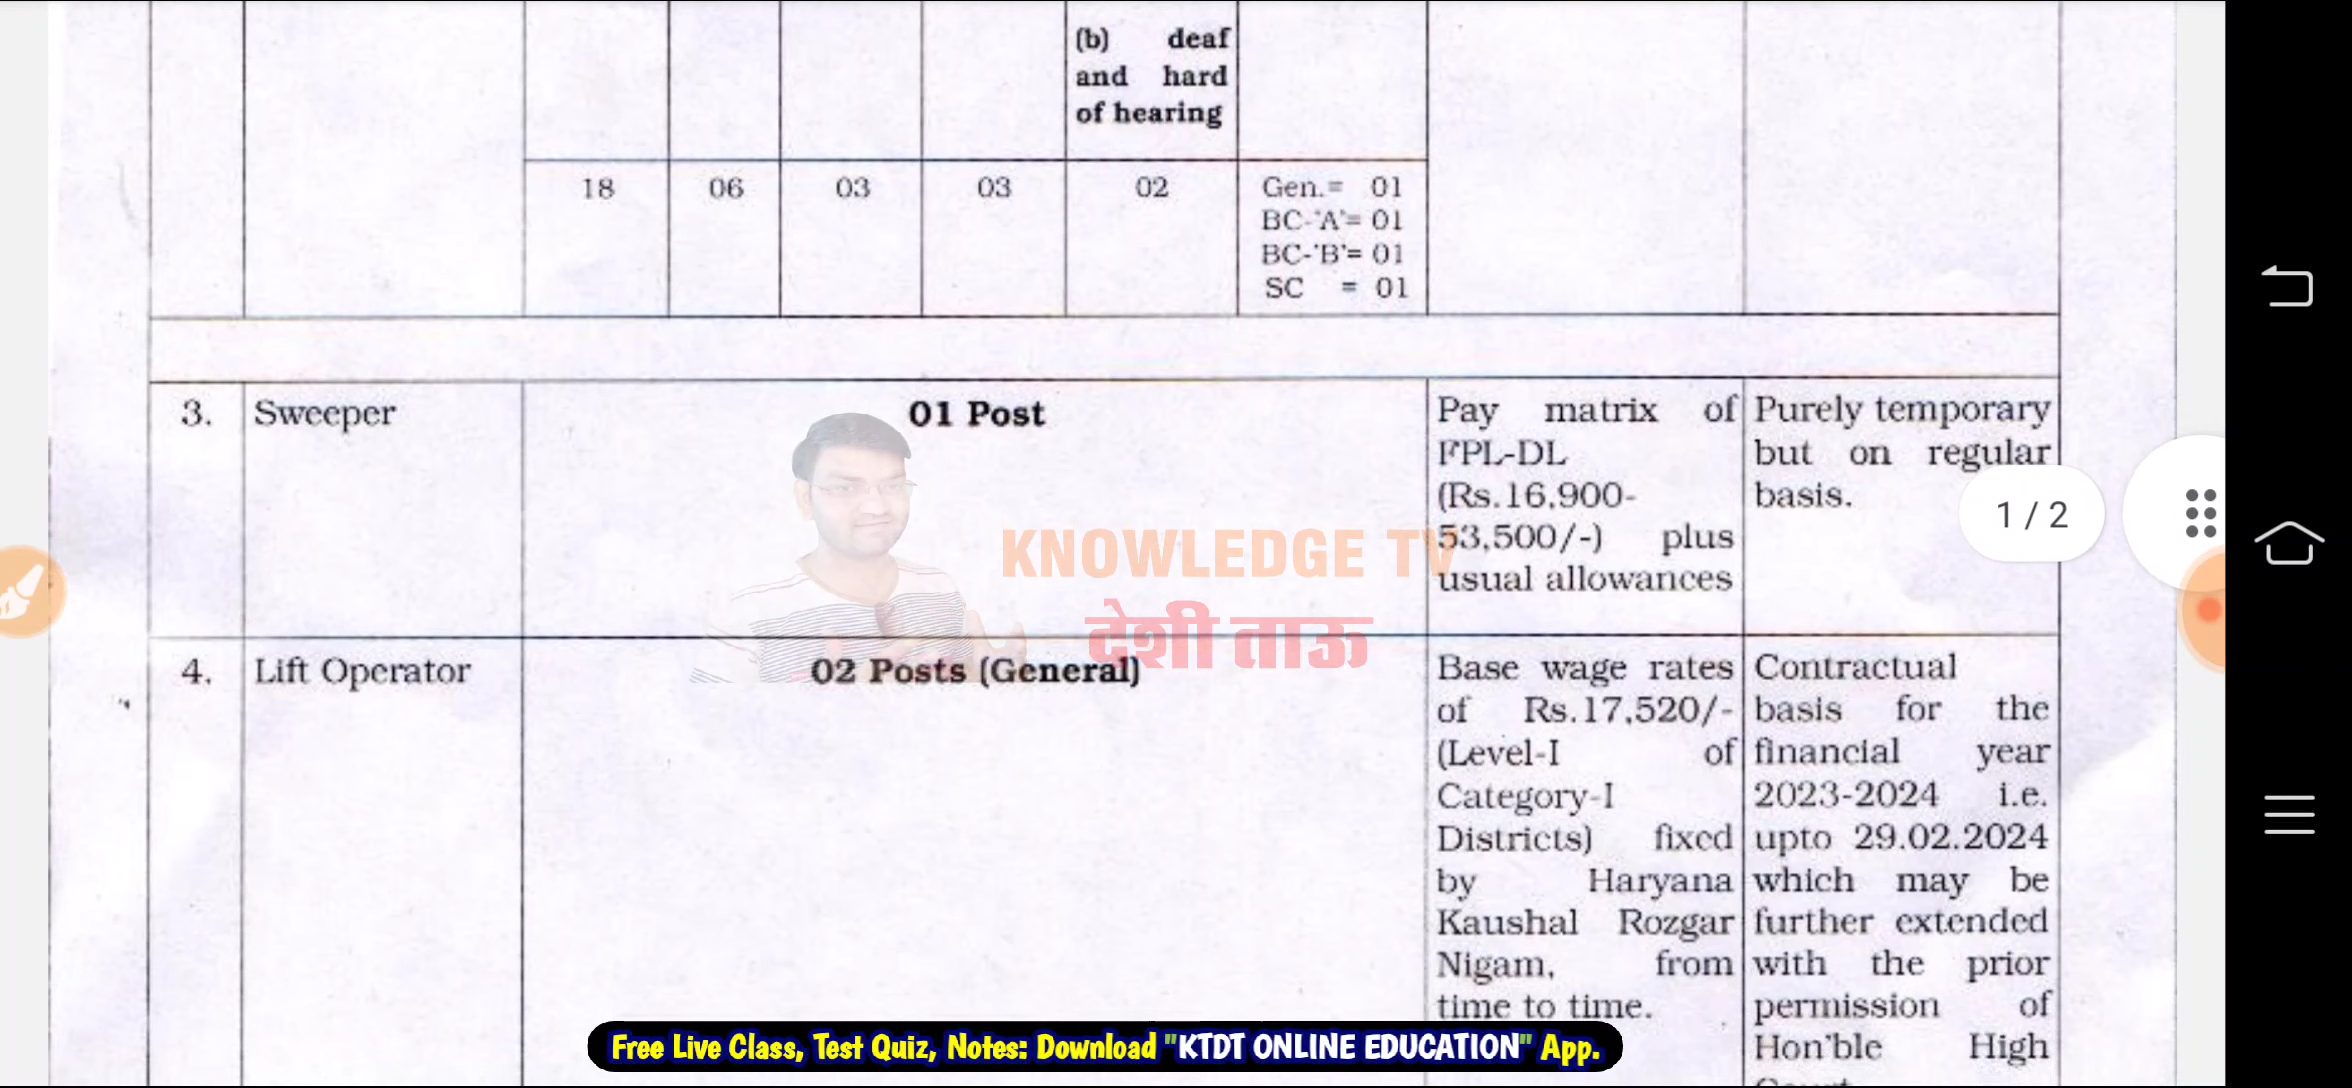 (b) deaf
and hard
of hearing
18 06 03 03 02 Gen.= 01
BC-'A'= 01
BC-'B'= 01
SC = 01
3. Sweeper 01 Post
Pay matrix of
FPL-DL
(Rs.16,900-
53,500/-) plus
usual allowances
Purely temporary
but on regular
basis.
1 / 2
KNOWLEDGE TV
देशी ताऊ
4. Lift Operator 02 Posts (General)
Base wage rates
of Rs.17,520/-
(Level-I of
Category-I
Districts) fixed
by Haryana
Kaushal Rozgar
Nigam, from
time to time.
Contractual
basis for the
financial year
2023-2024 i.e.
upto 29.02.2024
which may be
further extended
with the prior
permission of
Hon'ble High
Free Live Class, Test Quiz, Notes: Download "KTDT ONLINE EDUCATION" App.